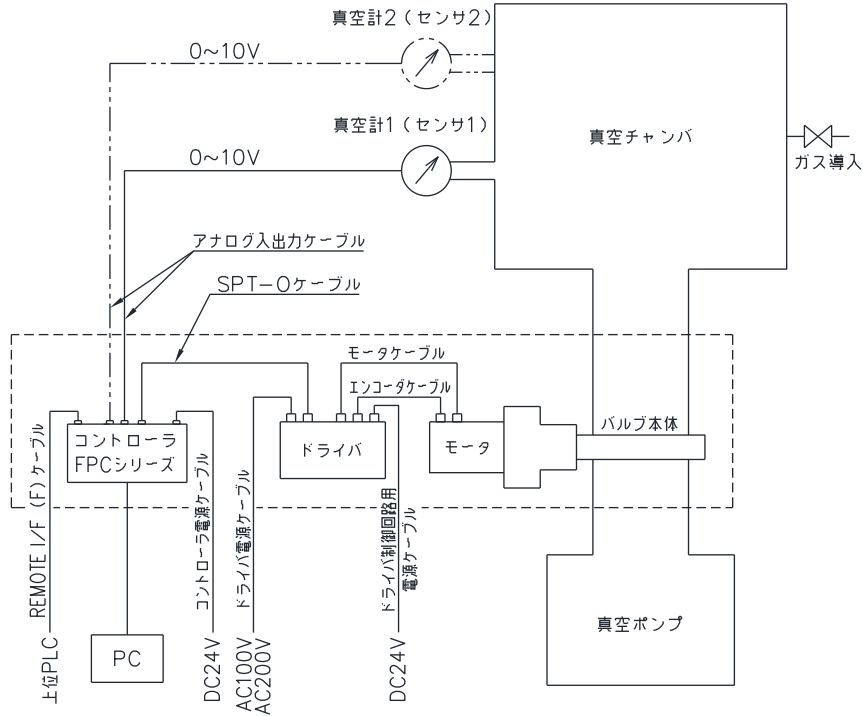 真空計2(センサ2)
0~10V
真空計1(センサ1)
0~10V
真空チャンバ
ガス導入
アナログ入出力ケーブル
SPT-0ケーブル
モータケーブル
エンコーダケーブル
バルブ本体
コントローラ
FPCシリーズ
ドライバ
モータ
REMOTE I/F (F)ケーブル
コントローラ電源ケーブル
ドライバ電源ケーブル
ドライバ制御回路用
電源ケーブル
真空ポンプ
PC
上位PLC
DC24V
AC100V
AC200V
DC24V